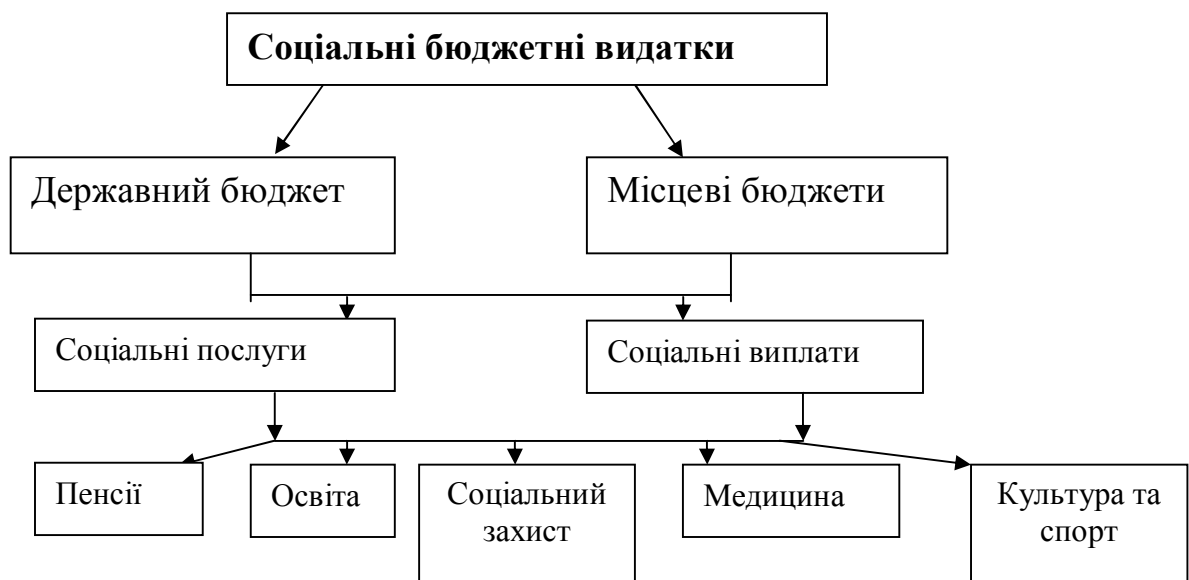 Соціальні бюджетні видатки
Державний бюджет
Місцеві бюджети
Соціальні послуги
Соціальні виплати
Пенсії
Освіта
Соціальний
захист
Медицина
Культура та
спорт